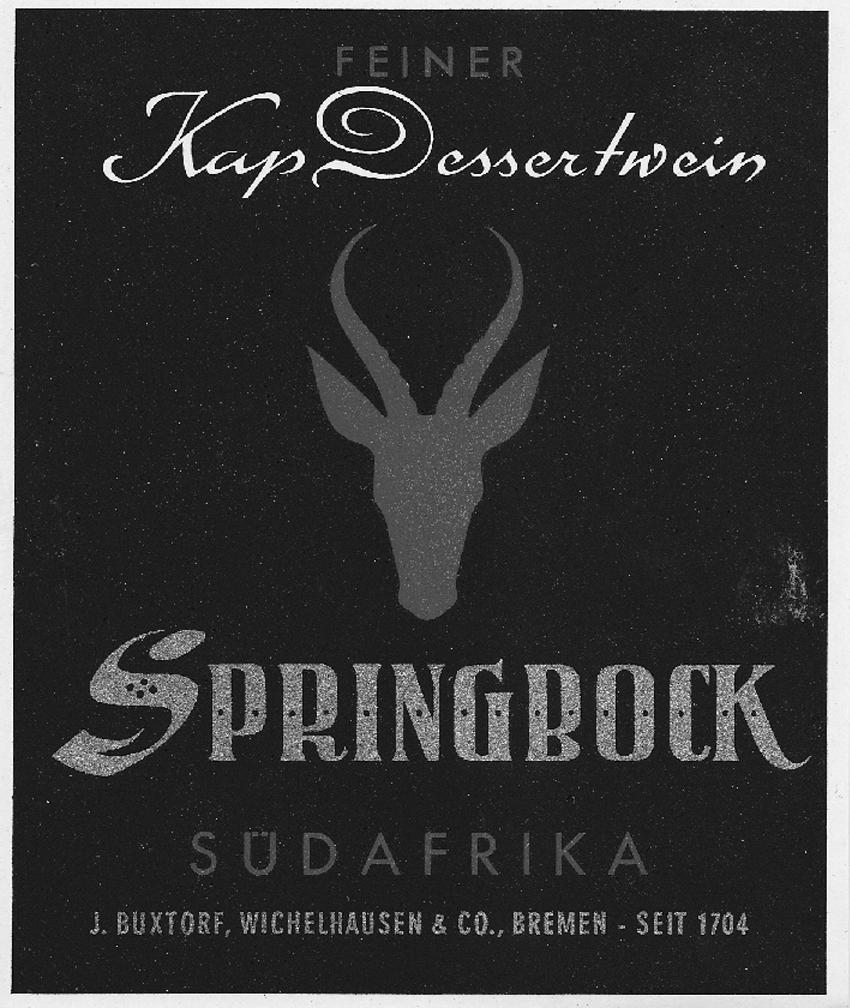 FEINER
Kap Dessertwein
SPRINGBOCK
SÜDAFRIKA
J. BUXTORF, WICHELHAUSEN & CO., BREMEN - SEIT 1704